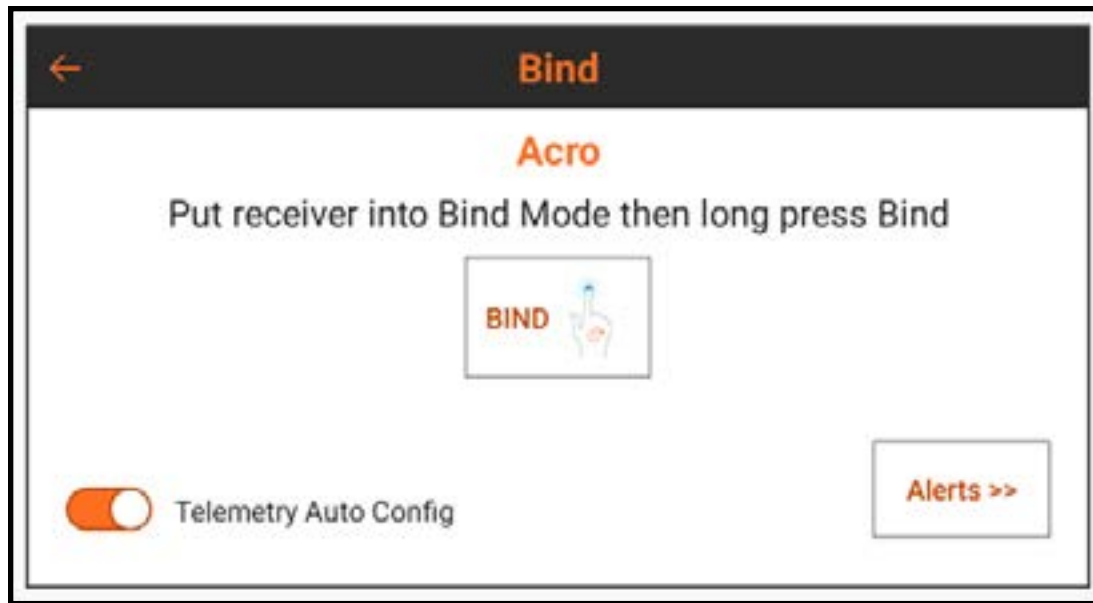 Bind
Acro
Put receiver into Bind Mode then long press Bind
BIND
Alerts >>
Telemetry Auto Config